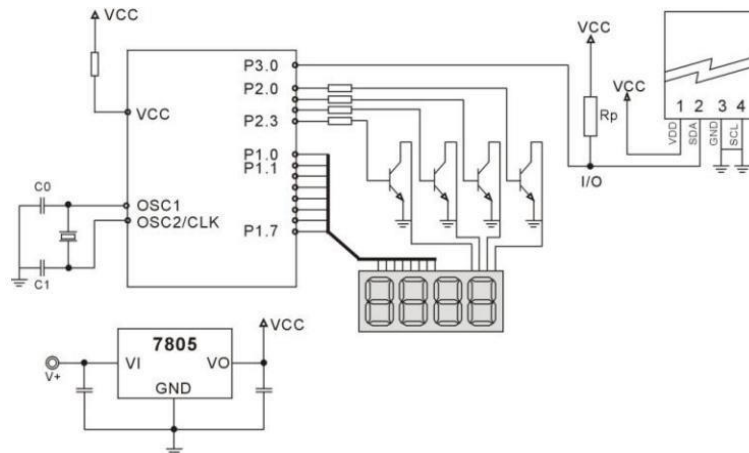 VCC
VCC
P3.0
P2.0
P2.3
P1.0
P1.1
P1.7
OSC1
OSC2/CLK
C0
C1
VCC
VCC
Rp
I/O
1 2 3 4
VDD
SDA
GND
SCL
VCC
7805
VI VO
GND
V+